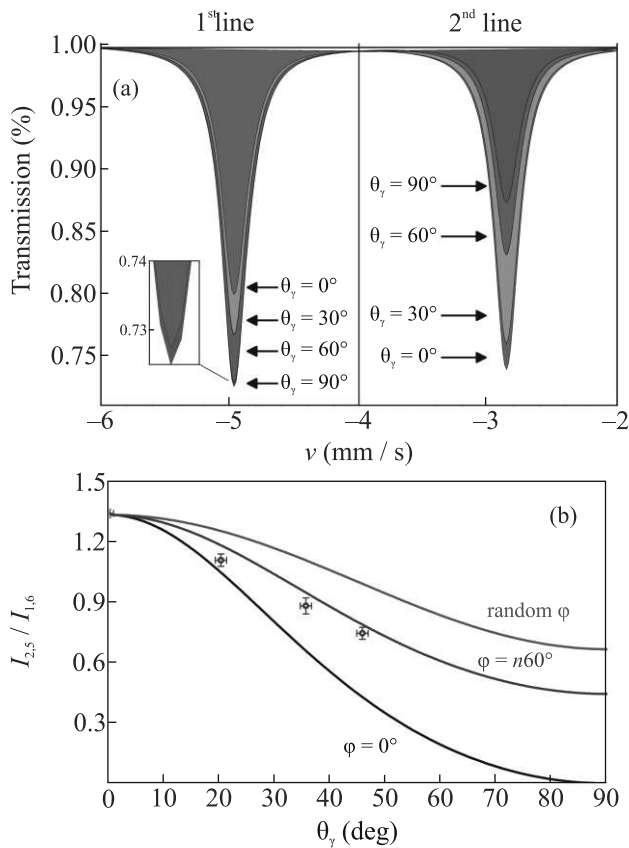 1st line 2nd line
1.00
(a)
0.95
0.90
0.85
0.80
0.75
Transmission (%)
θγ = 90°
θγ = 60°
θγ = 30°
θγ = 0°
0.74
0.73
θγ = 0°
θγ = 30°
θγ = 60°
θγ = 90°
–6 –5 –4 –3 –2
v (mm / s)
1.5
(b)
1.2
0.9
0.6
0.3
I2,5 / I1,6
random φ
φ = n60°
φ = 0°
0 10 20 30 40 50 60 70 80 90
θγ (deg)